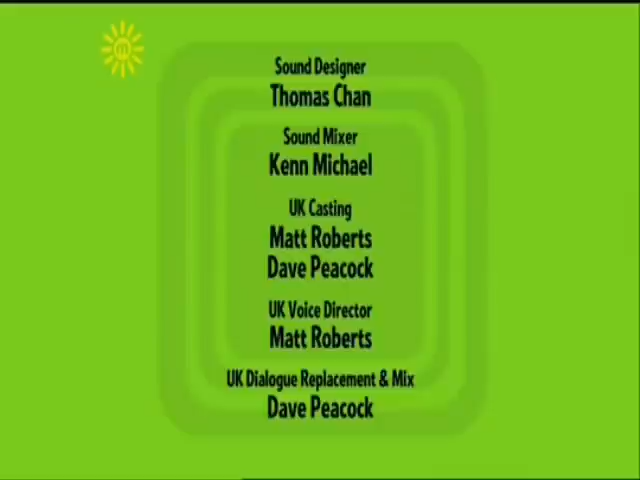 m
Sound Designer
Thomas Chan
Sound Mixer
Kenn Michael
UK Casting
Matt Roberts
Dave Peacock
UK Voice Director
Matt Roberts
UK Dialogue Replacement & Mix
Dave Peacock